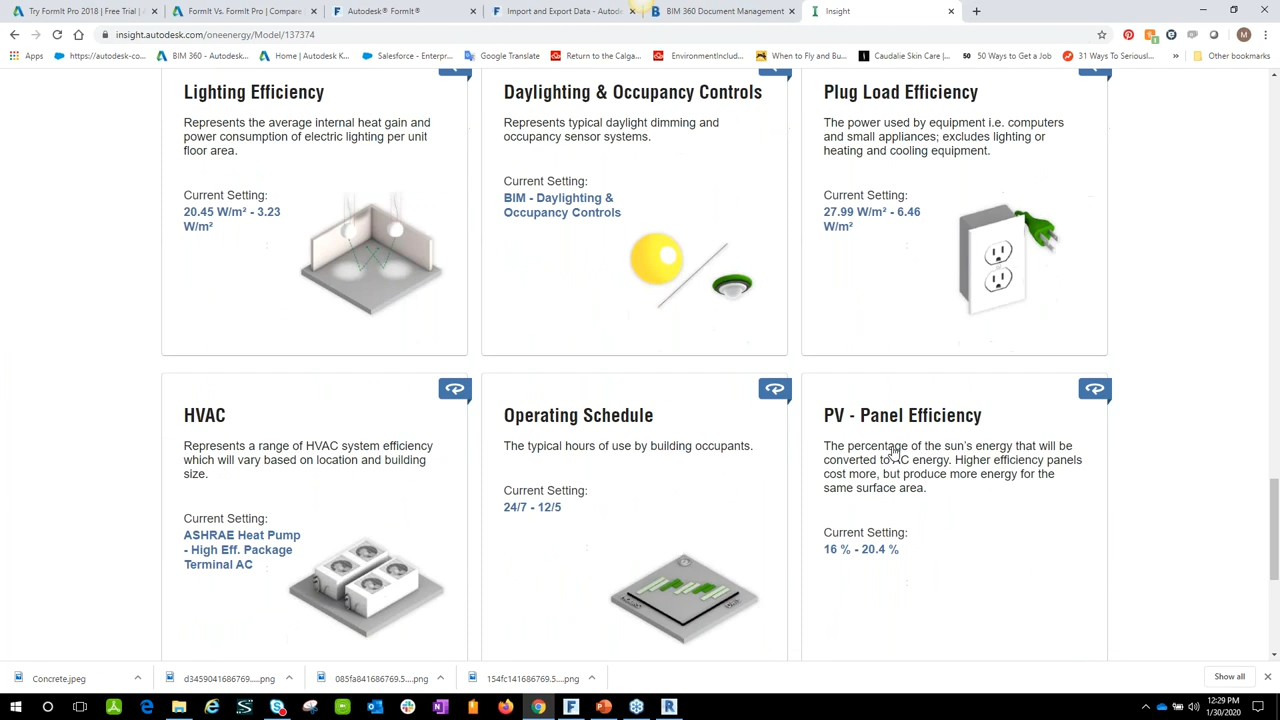 Try FormIt Pro 2018 | Free Trial | A
FormIt Vs. FormIt Pro | Compare
Autodesk® FormIt®
Import and Export Data - Autode
BIM 360 Document Management
Insight
insight.autodesk.com/oneenergy/Model/137374
M
Apps
https://autodesk-co...
BIM 360 - Autodesk...
Home | Autodesk K...
Salesforce - Enterpr...
Google Translate
Return to the Calga...
EnvironmentInclud...
When to Fly and Bu...
Caudalie Skin Care |...
50 Ways to Get a Job
31 Ways To Seriousl...
Other bookmarks
Lighting Efficiency
Represents the average internal heat gain and
power consumption of electric lighting per unit
floor area.
Current Setting:
20.45 W/m² - 3.23
W/m²
Daylighting & Occupancy Controls
Represents typical daylight dimming and
occupancy sensor systems.
Current Setting:
BIM - Daylighting &
Occupancy Controls
Plug Load Efficiency
The power used by equipment i.e. computers
and small appliances; excludes lighting or
heating and cooling equipment.
Current Setting:
27.99 W/m² - 6.46
W/m²
HVAC
Represents a range of HVAC system efficiency
which will vary based on location and building
size.
Current Setting:
ASHRAE Heat Pump
- High Eff. Package
Terminal AC
Operating Schedule
The typical hours of use by building occupants.
Current Setting:
24/7 - 12/5
PV - Panel Efficiency
The percentage of the sun's energy that will be
converted to AC energy. Higher efficiency panels
cost more, but produce more energy for the
same surface area.
Current Setting:
16 % - 20.4 %
Concrete.jpeg
d3459041686769....png
085fa841686769.5....png
154fc141686769.5....png
Show all
12:29 PM
1/30/2020